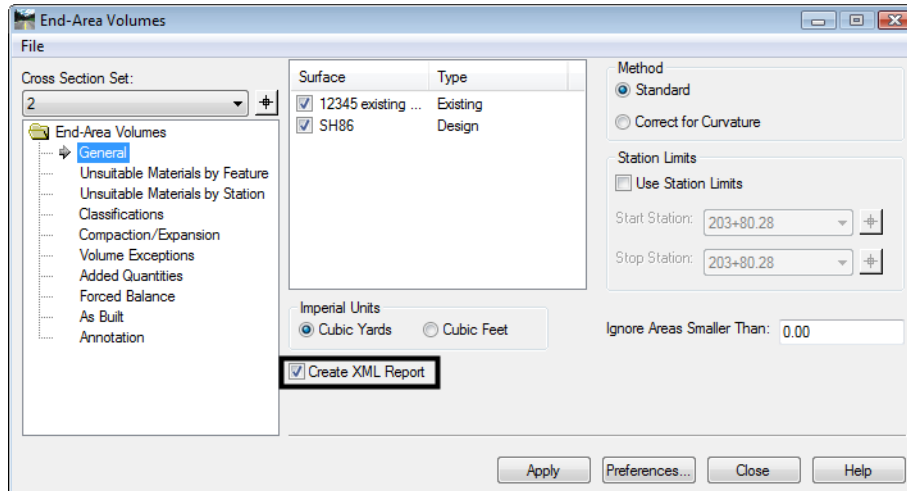 End-Area Volumes
File
Cross Section Set:
2
End-Area Volumes
General
Unsuitable Materials by Feature
Unsuitable Materials by Station
Classifications
Compaction/Expansion
Volume Exceptions
Added Quantities
Forced Balance
As Built
Annotation
Surface Type
12345 existing ... Existing
SH86 Design
Imperial Units
Cubic Yards Cubic Feet
Create XML Report
Method
Standard
Correct for Curvature
Station Limits
Use Station Limits
Start Station: 203+80.28
Stop Station: 203+80.28
Ignore Areas Smaller Than: 0.00
Apply Preferences... Close Help